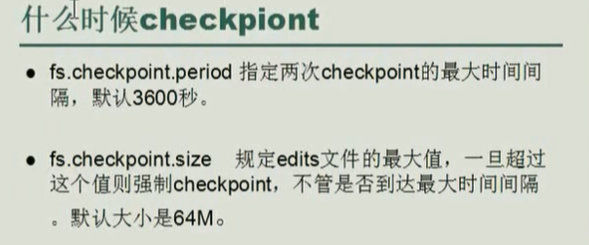 什么时候checkpiont
● fs.checkpoint.period 指定两次checkpoint的最大时间间
隔，默认3600秒。
● fs.checkpoint.size 规定edits文件的最大值，一旦超过
这个值则强制checkpoint，不管是否到达最大时间间隔
。默认大小是64M。